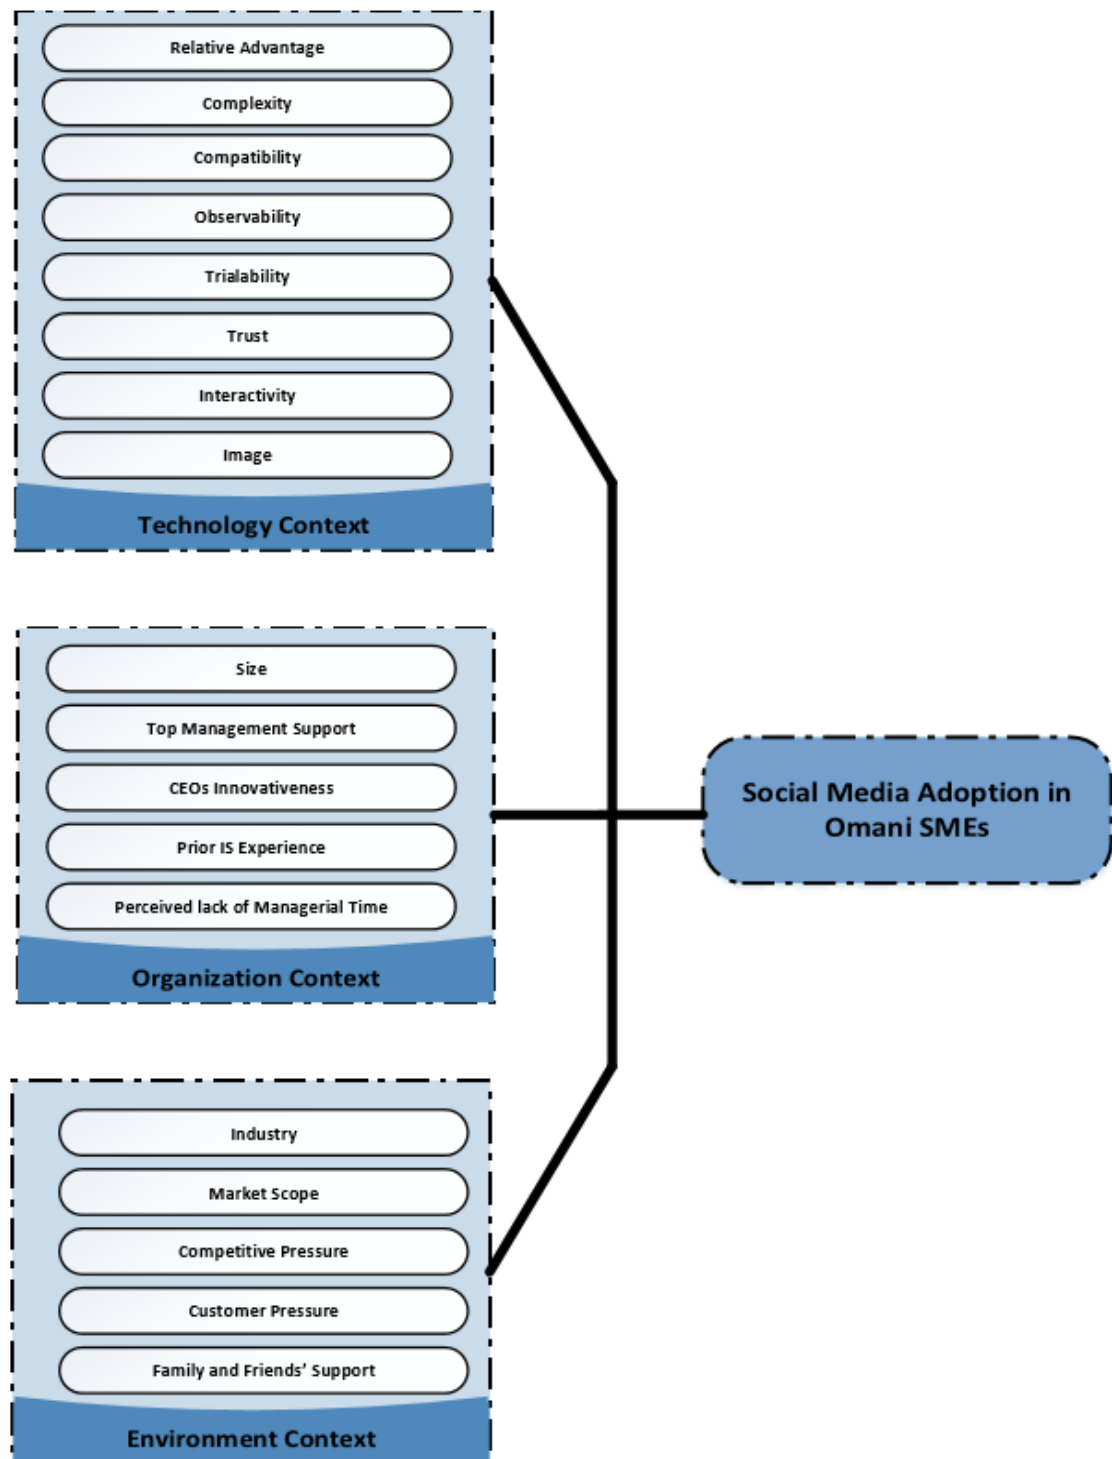 Relative Advantage
Complexity
Compatibility
Observability
Trialability
Trust
Interactivity
Image
Technology Context
Size
Top Management Support
CEOs Innovativeness
Prior IS Experience
Perceived lack of Managerial Time
Organization Context
Industry
Market Scope
Competitive Pressure
Customer Pressure
Family and Friends’ Support
Environment Context
Social Media Adoption in
Omani SMEs